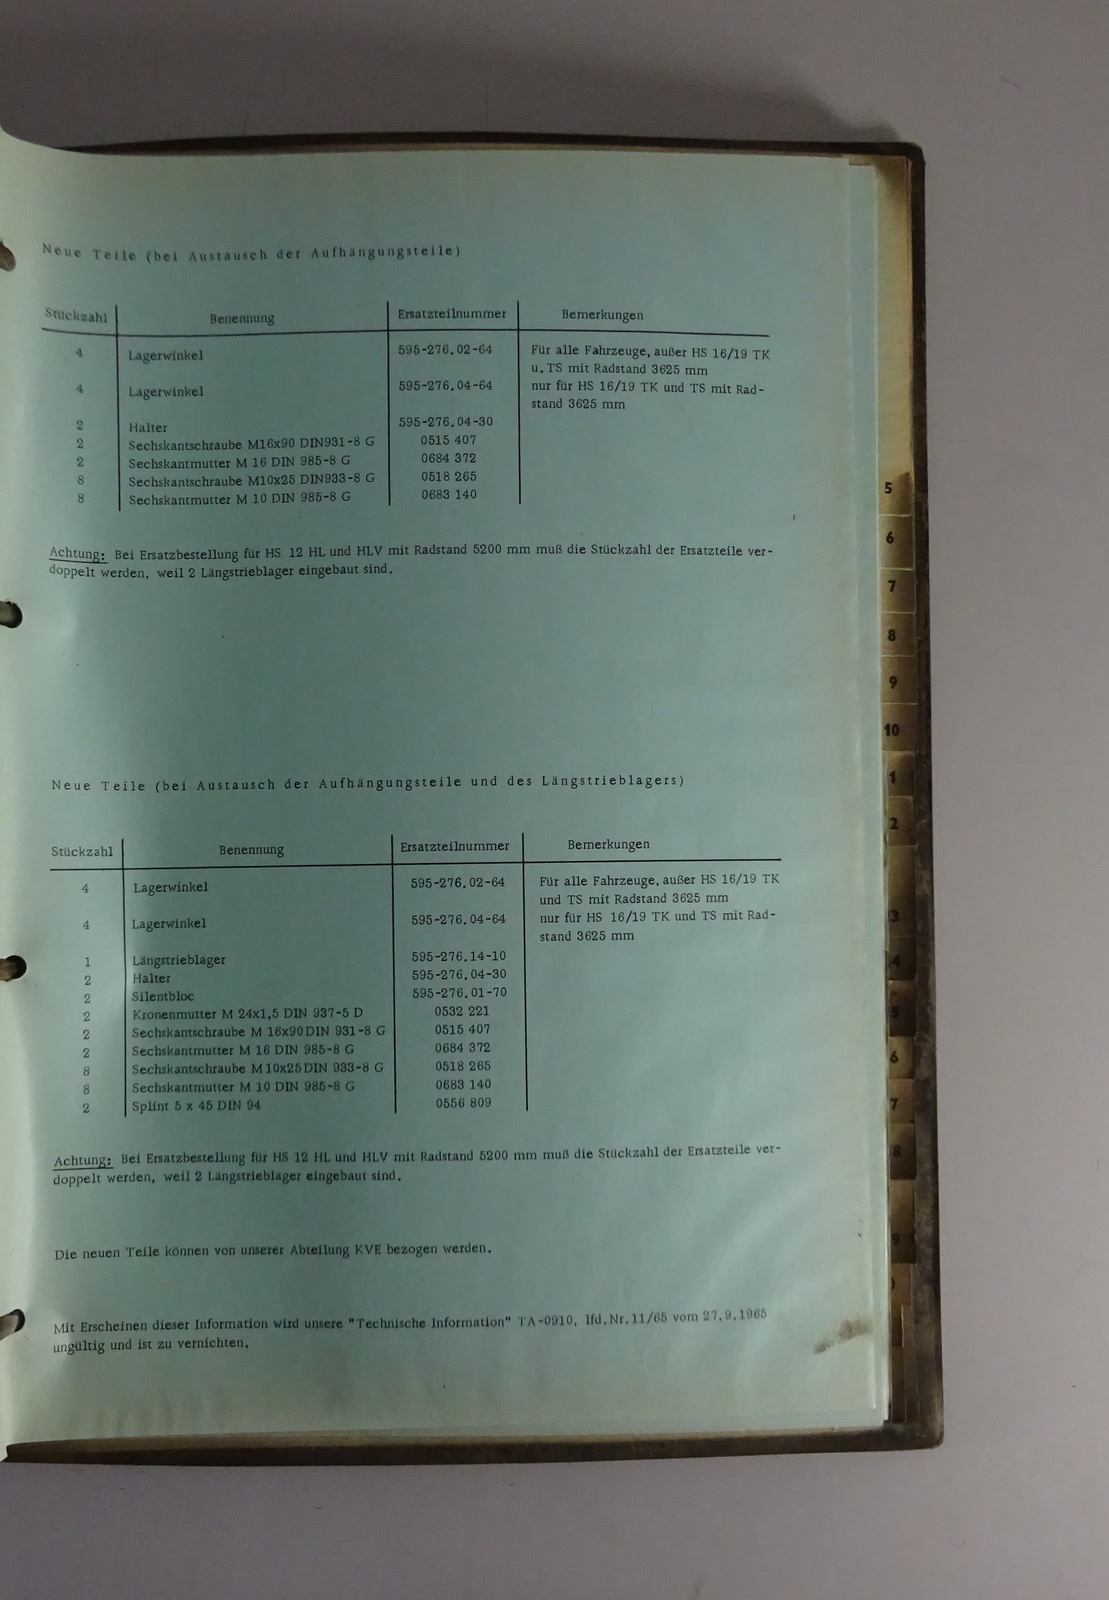 Neue Teile (bei Austausch der Aufhängungsteile)
Stückzahl Benennung Ersatzteilnummer Bemerkungen
4 Lagerwinkel 595-276.02-64 Für alle Fahrzeuge, außer HS 16/19 TK
u. TS mit Radstand 3625 mm
4 Lagerwinkel 595-276.04-64 nur für HS 16/19 TK und TS mit Rad-
stand 3625 mm
2 Halter 595-276.04-30
2 Sechskantschraube M16x90 DIN931-8 G 0515 407
2 Sechskantmutter M 16 DIN 985-8 G 0684 372
8 Sechskantschraube M10x25 DIN933-8 G 0518 265
8 Sechskantmutter M 10 DIN 985-8 G 0683 140
Achtung: Bei Ersatzbestellung für HS 12 HL und HLV mit Radstand 5200 mm muß die Stückzahl der Ersatzteile ver-
doppelt werden, weil 2 Längstrieblager eingebaut sind.
Neue Teile (bei Austausch der Aufhängungsteile und des Längstrieblagers)
Stückzahl Benennung Ersatzteilnummer Bemerkungen
4 Lagerwinkel 595-276.02-64 Für alle Fahrzeuge, außer HS 16/19 TK
und TS mit Radstand 3625 mm
4 Lagerwinkel 595-276.04-64 nur für HS 16/19 TK und TS mit Rad-
stand 3625 mm
1 Längstrieblager 595-276.14-10
2 Halter 595-276.04-30
2 Silentbloc 595-276.01-70
2 Kronenmutter M 24x1,5 DIN 937-5 D 0532 221
2 Sechskantschraube M 16x90 DIN 931-8 G 0515 407
2 Sechskantmutter M 16 DIN 985-8 G 0684 372
8 Sechskantschraube M 10x25 DIN 933-8 G 0518 265
8 Sechskantmutter M 10 DIN 985-8 G 0683 140
2 Splint 5 x 45 DIN 94 0556 809
Achtung: Bei Ersatzbestellung für HS 12 HL und HLV mit Radstand 5200 mm muß die Stückzahl der Ersatzteile ver-
doppelt werden, weil 2 Längstrieblager eingebaut sind.
Die neuen Teile können von unserer Abteilung KVE bezogen werden.
Mit Erscheinen dieser Information wird unsere "Technische Information" TA-0910, lfd. Nr. 11/65 vom 27.9.1965
ungültig und ist zu vernichten.
5
6
7
8
9
10
1
2
3
4
5
6
7
8
9